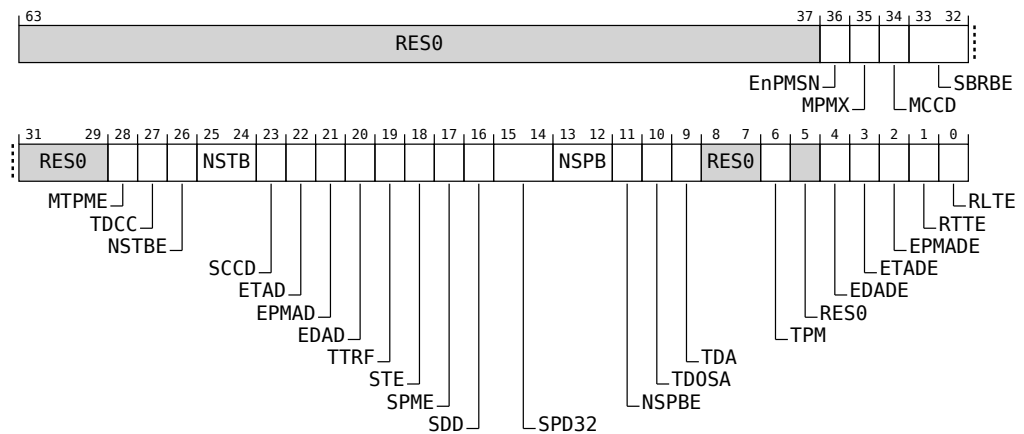 63 37 36 35 34 33 32
RES0
EnPMSN SBRBE
MPMX MCCD
31 29 28 27 26 25 24 23 22 21 20 19 18 17 16 15 14 13 12 11 10 9 8 7 6 5 4 3 2 1 0
RES0 NSTB NSPB RES0
MTPME RLTE
TDCC RTTE
NSTBE EPMADE
SCCD ETADE
ETAD EDADE
EPMAD RES0
EDAD TPM
TTRF TDA
STE TDOSA
SPME NSPBE
SDD SPD32